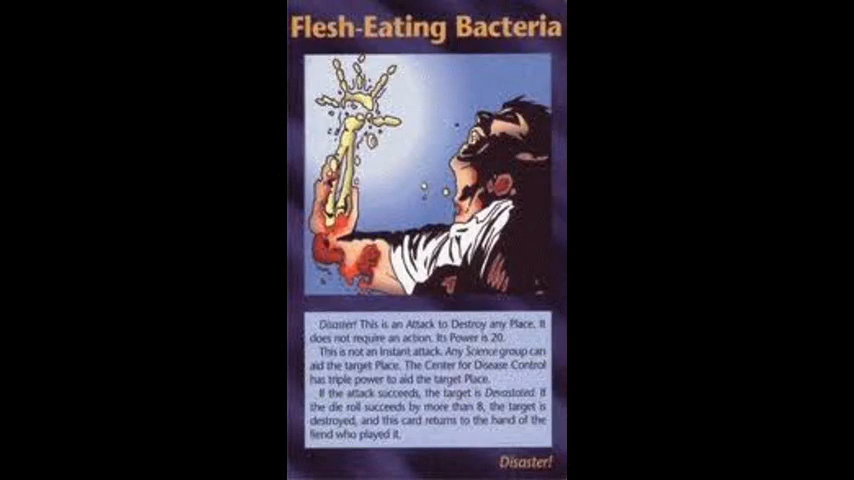 Flesh-Eating Bacteria
Disaster! This is an Attack to Destroy any Place. It
does not require an action. Its Power is 20.
This is not an Instant attack. Any Science group can
aid the target Place. The Center for Disease Control
has triple power to aid the target Place.
If the attack succeeds, the target is Devastated. If
the die roll succeeds by more than 8, the target is
destroyed, and this card returns to the hand of the
fiend who played it.
Disaster!